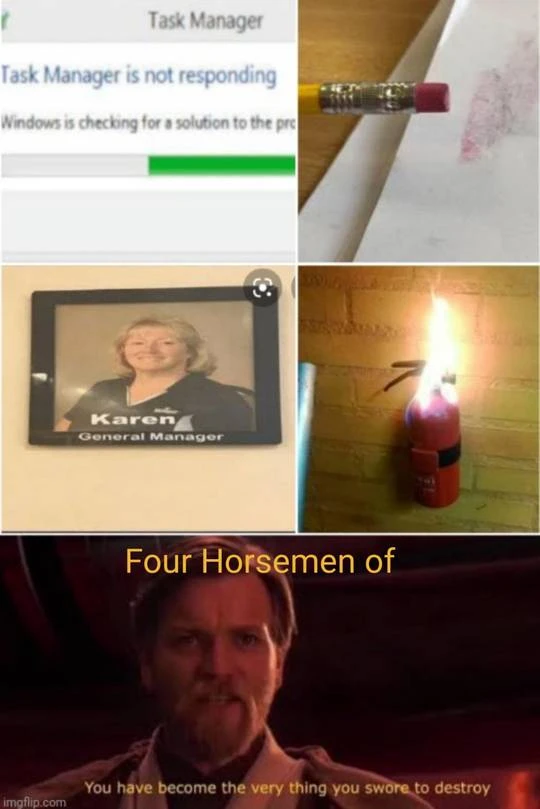 Task Manager
Task Manager is not responding
Windows is checking for a solution to the pro
Karen
General Manager
Four Horsemen of
You have become the very thing you swore to destroy
imgflip.com